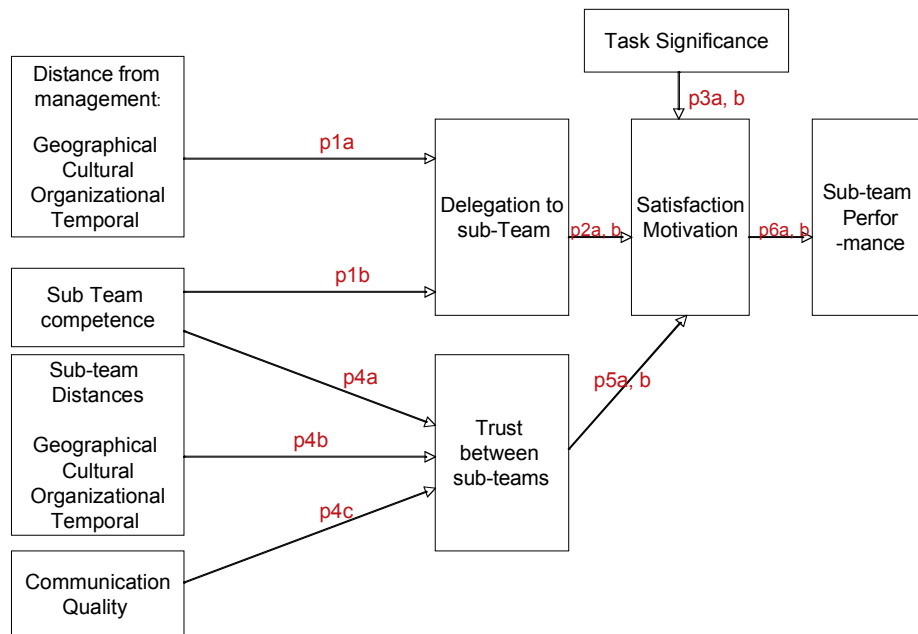 Task Significance
p3a, b
Distance from
management:
Geographical
Cultural
Organizational
Temporal
p1a
Delegation to
sub-Team
p2a, b
Satisfaction
Motivation
p6a, b
Sub-team
Perfor
-mance
p1b
Sub Team
competence
p4a
Sub-team
Distances
Geographical
Cultural
Organizational
Temporal
p4b
p4c
Trust
between
sub-teams
p5a, b
Communication
Quality